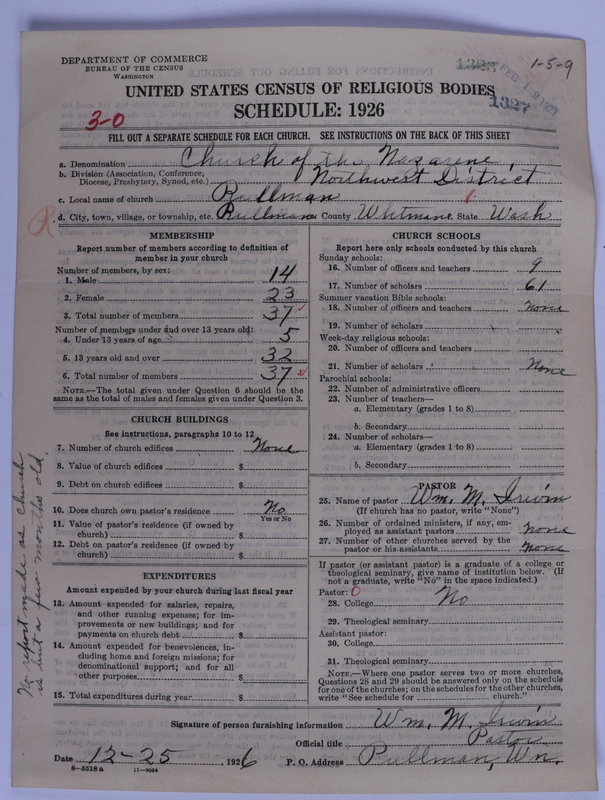 DEPARTMENT OF COMMERCE
BUREAU OF THE CENSUS
WASHINGTON
1-5-9
1327
UNITED STATES CENSUS OF RELIGIOUS BODIES
SCHEDULE: 1926
3-0
FILL OUT A SEPARATE SCHEDULE FOR EACH CHURCH. SEE INSTRUCTIONS ON THE BACK OF THIS SHEET
a. Denomination Church of the Nazarene,
b. Division (Association, Conference, Diocese, Presbytery, Synod, etc.) Northwest District
c. Local name of church Pullman
d. City, town, village, or township, etc. Pullman County Whitman State Wash
MEMBERSHIP
Report number of members according to definition of
member in your church
Number of members, by sex:
1. Male 14
2. Female 23
3. Total number of members 37
Number of members under and over 13 years old:
4. Under 13 years of age 5
5. 13 years old and over 32
6. Total number of members 37
NOTE.—The total given under Question 6 should be
same as the total of males and females given under Question 3.
CHURCH BUILDINGS
See instructions, paragraphs 10 to 12
7. Number of church edifices None
8. Value of church edifices $
9. Debt on church edifices $
10. Does church own pastor's residence? No
Yes or No
11. Value of pastor's residence (if owned by
church) $
12. Debt on pastor's residence (if owned by
church) $
EXPENDITURES
Amount expended by your church during last fiscal year
13. Amount expended for salaries, repairs,
and other running expenses; for im-
provements or new buildings; and for
payments on church debt $
14. Amount expended for benevolences, in-
cluding home and foreign missions; for
denominational support; and for all
other purposes $
15. Total expenditures during year $
No report made as church
is but a few months old.
CHURCH SCHOOLS
Report here only schools conducted by this church
Sunday schools:
16. Number of officers and teachers 9
17. Number of scholars 61
Summer vacation Bible schools:
18. Number of officers and teachers None
19. Number of scholars
Week-day religious schools:
20. Number of officers and teachers
21. Number of scholars None
Parochial schools:
22. Number of administrative officers
23. Number of teachers—
a. Elementary (grades 1 to 8)
b. Secondary
24. Number of scholars—
a. Elementary (grades 1 to 8)
b. Secondary
PASTOR
25. Name of pastor Wm. M. Irwin
(If church has no pastor, write "None")
26. Number of ordained ministers, if any, em-
ployed as assistant pastors none
27. Number of other churches served by the
pastor or his assistants none
If pastor (or assistant pastor) is a graduate of a college or
theological seminary, give name of institution below. (If
not a graduate, write "No" in the space indicated.)
Pastor: 0
28. College No
29. Theological seminary
Assistant pastor:
30. College
31. Theological seminary
NOTE.—Where one pastor serves two or more churches,
Questions 28 and 29 should be answered only on the schedule
for one of the churches; on the schedules for the other churches,
write "See schedule for church."
Signature of person furnishing information Wm. M. Irwin
Official title Pastor
Date 12-25 1926 P. O. Address Pullman, Wn.
8-5518 a 11-9064